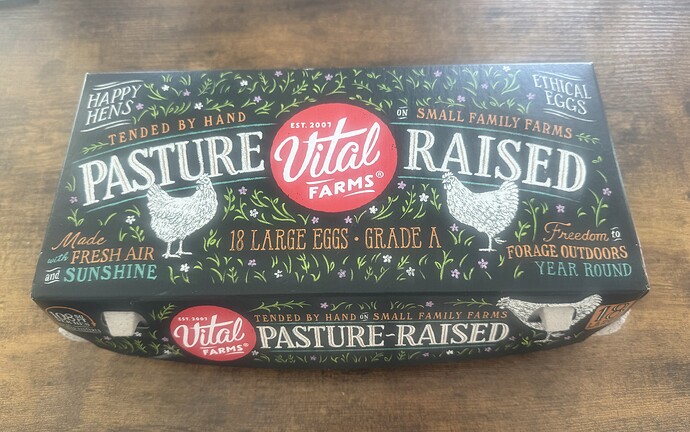 HAPPY
HENS
ETHICAL
EGGS
TENDED BY HAND
ON SMALL FAMILY FARMS
EST. 2007
PASTURE
Vital
FARMS®
RAISED
18 LARGE EGGS • GRADE A
Made
with FRESH AIR
and SUNSHINE
Freedom to
FORAGE OUTDOORS
YEAR ROUND
EST. 2007
Vital
FARMS®
TENDED BY HAND ON SMALL FAMILY FARMS
PASTURE-RAISED